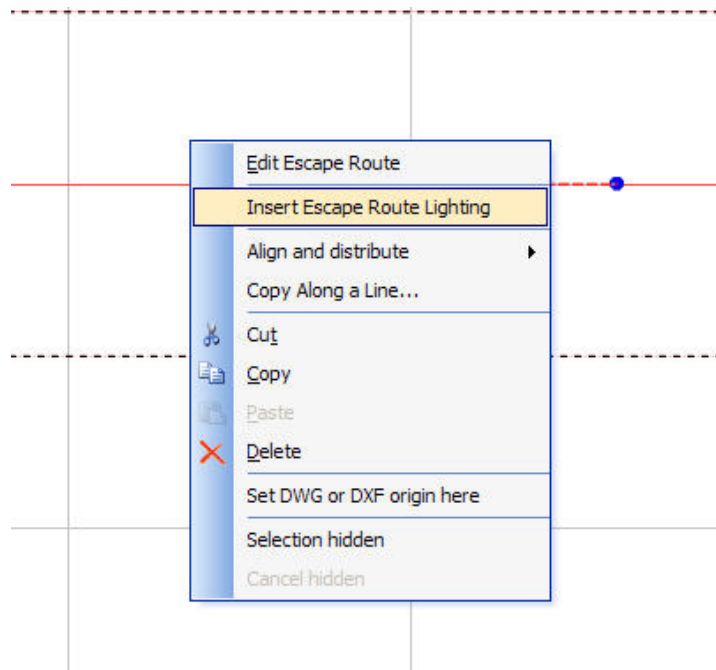 Edit Escape Route
Insert Escape Route Lighting
Align and distribute
Copy Along a Line...
Cut
Copy
Paste
Delete
Set DWG or DXF origin here
Selection hidden
Cancel hidden